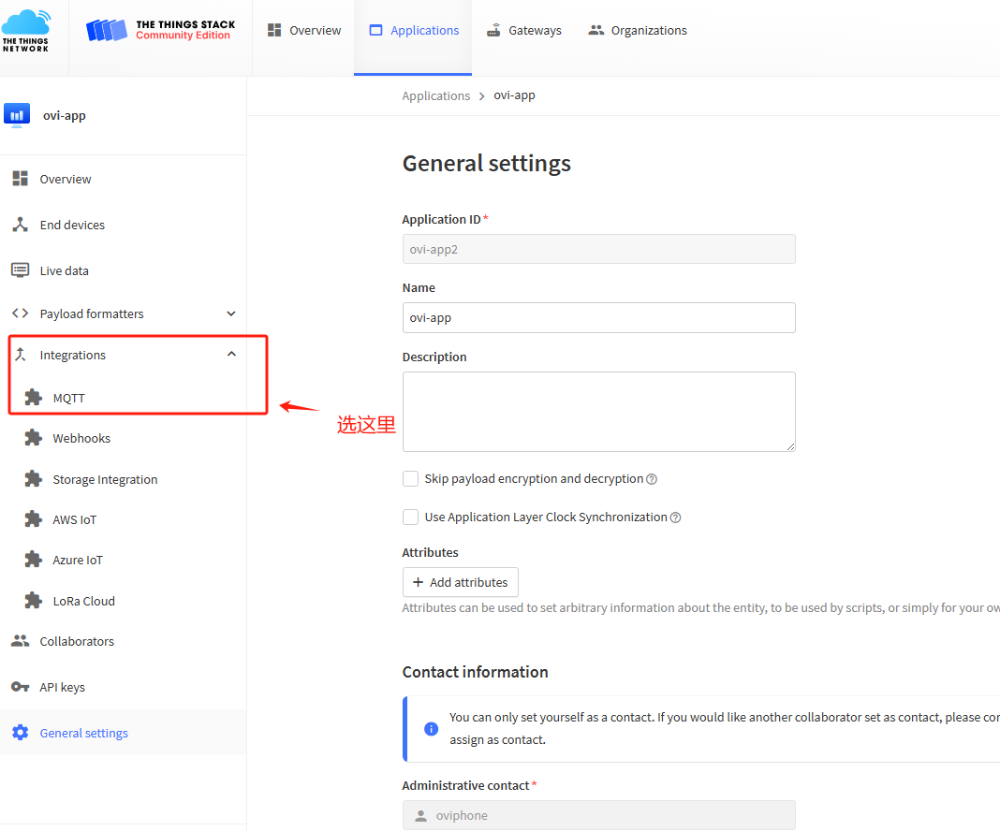 THE THINGS
NETWORK
THE THINGS STACK
Community Edition
Overview
Applications
Gateways
Organizations
ovi-app
Overview
End devices
Live data
Payload formatters
Integrations
MQTT
Webhooks
Storage Integration
AWS IoT
Azure IoT
LoRa Cloud
Collaborators
API keys
General settings
选这里
Applications > ovi-app
General settings
Application ID*
ovi-app2
Name
ovi-app
Description
Skip payload encryption and decryption
Use Application Layer Clock Synchronization
Attributes
+ Add attributes
Attributes can be used to set arbitrary information about the entity, to be used by scripts, or simply for your ow
Contact information
You can only set yourself as a contact. If you would like another collaborator set as contact, please cor
assign as contact.
Administrative contact*
oviphone